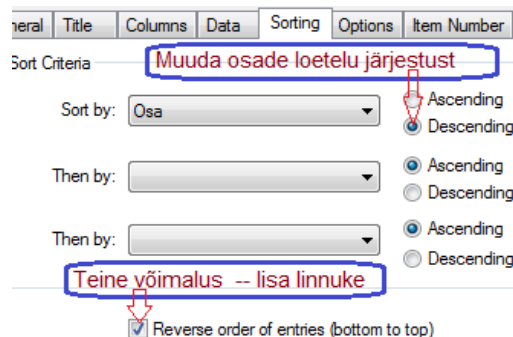 neral Title Columns Data Sorting Options Item Number
Sort Criteria
Muuda osade loetelu järjestust
Sort by: Osa
Ascending
Descending
Then by:
Ascending
Descending
Then by:
Ascending
Descending
Teine võimalus -- lisa linnuke
Reverse order of entries (bottom to top)